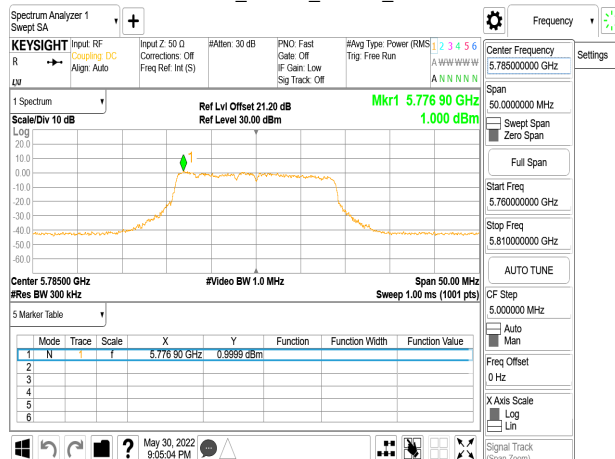 Spectrum Analyzer 1
Swept SA
Frequency
KEYSIGHT
R
LXI
Input: RF
Coupling: DC
Align: Auto
Input Z: 50 Ω
Corrections: Off
Freq Ref: Int (S)
#Atten: 30 dB
PNO: Fast
Gate: Off
IF Gain: Low
Sig Track: Off
#Avg Type: Power (RMS
Trig: Free Run
1 2 3 4 5 6
A W W W W W
A N N N N N
Center Frequency
5.785000000 GHz
Settings
Span
50.0000000 MHz
Swept Span
Zero Span
Full Span
Start Freq
5.760000000 GHz
Stop Freq
5.810000000 GHz
AUTO TUNE
CF Step
5.000000 MHz
Auto
Man
Freq Offset
0 Hz
X Axis Scale
Log
Lin
Signal Track
(Span Zoom)
1 Spectrum
Scale/Div 10 dB
Ref Lvl Offset 21.20 dB
Ref Level 30.00 dBm
Mkr1 5.776 90 GHz
1.000 dBm
Log
20.0
10.0
0.00
-10.0
-20.0
-30.0
-40.0
-50.0
-60.0
1
Center 5.78500 GHz
#Res BW 300 kHz
#Video BW 1.0 MHz
Span 50.00 MHz
Sweep 1.00 ms (1001 pts)
5 Marker Table
Mode Trace Scale X Y Function Function Width Function Value
1 N 1 f 5.776 90 GHz 0.9999 dBm
2
3
4
5
6
?
May 30, 2022
9:05:04 PM